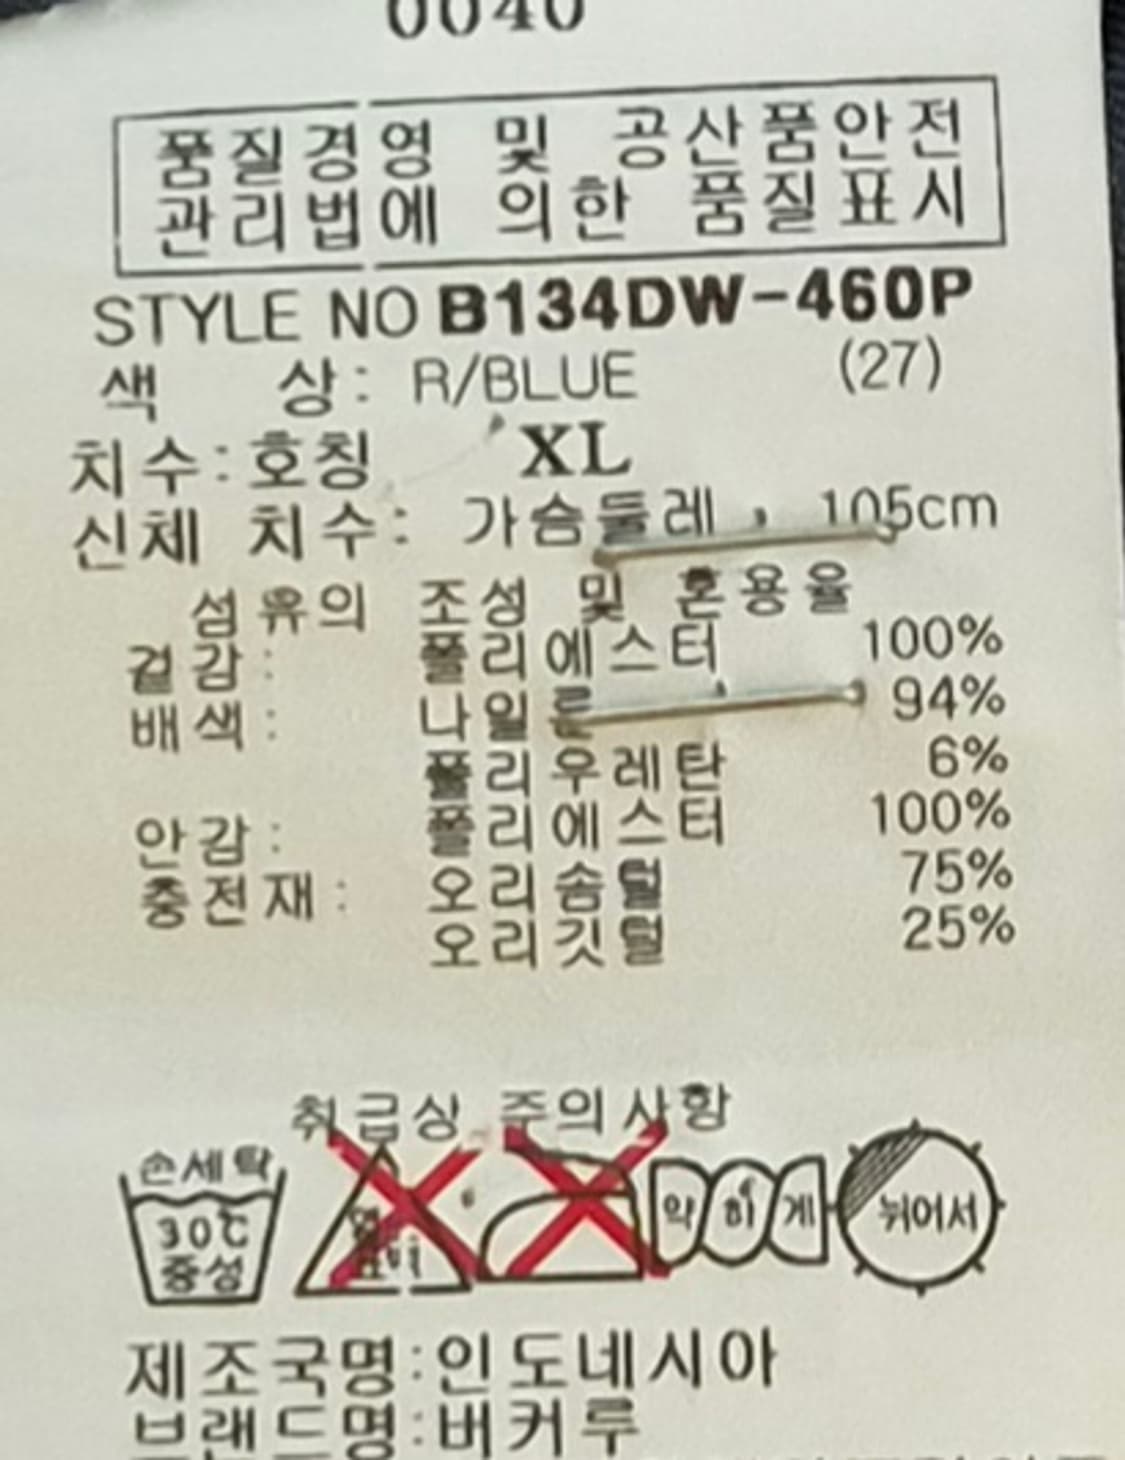 0040
품질경영 및 공산품안전
관리법에 의한 품질표시
STYLE NO B134DW-460P
색 상: R/BLUE (27)
치수:호칭 XL
신체 치수: 가슴둘레, 105cm
섬유의 조성 및 혼용율
겉감: 폴리에스터 100%
배색: 나일론 94%
폴리우레탄 6%
안감: 폴리에스터 100%
충전재: 오리솜털 75%
오리깃털 25%
취급상 주의사항
손세탁
30℃
중성
약하게
뉘어서
제조국명:인도네시아
브랜드명:버커루